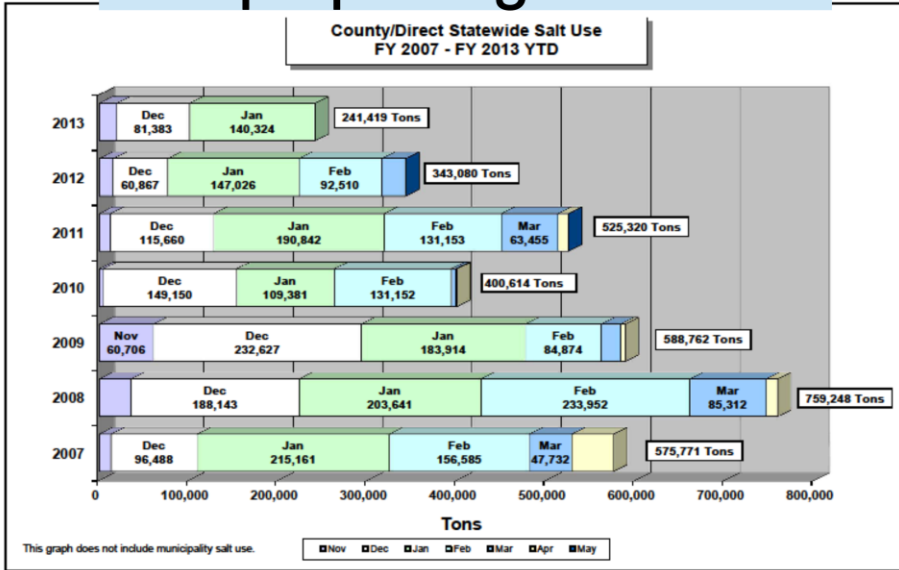 County/Direct Statewide Salt Use
FY 2007 - FY 2013 YTD
2013
Dec
81,383
Jan
140,324
241,419 Tons
2012
Dec
60,867
Jan
147,026
Feb
92,510
343,080 Tons
2011
Dec
115,660
Jan
190,842
Feb
131,153
Mar
63,455
525,320 Tons
2010
Dec
149,150
Jan
109,381
Feb
131,152
400,614 Tons
2009
Nov
60,706
Dec
232,627
Jan
183,914
Feb
84,874
588,762 Tons
2008
Dec
188,143
Jan
203,641
Feb
233,952
Mar
85,312
759,248 Tons
2007
Dec
96,488
Jan
215,161
Feb
156,585
Mar
47,732
575,771 Tons
0 100,000 200,000 300,000 400,000 500,000 600,000 700,000 800,000
Tons
This graph does not include municipality salt use.
Nov Dec Jan Feb Mar Apr May